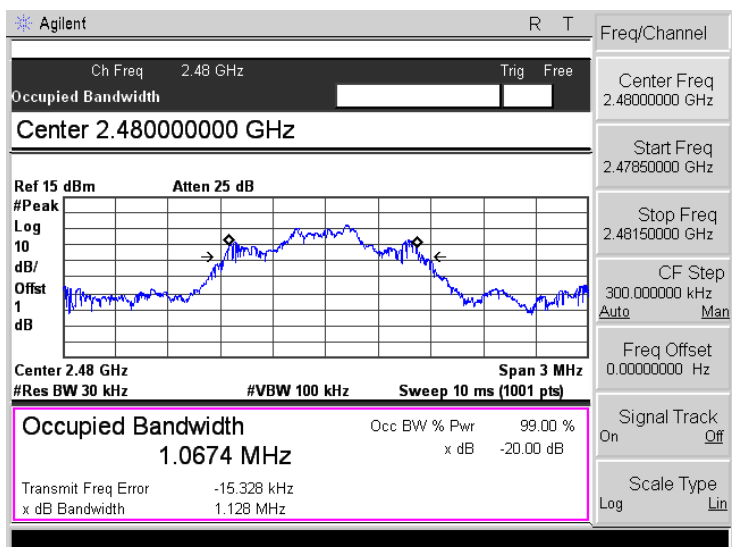 Agilent R T
Ch Freq 2.48 GHz Trig Free
Occupied Bandwidth
Center 2.480000000 GHz
Ref 15 dBm Atten 25 dB
#Peak
Log
10
dB/
Offst
1
dB
Center 2.48 GHz Span 3 MHz
#Res BW 30 kHz #VBW 100 kHz Sweep 10 ms (1001 pts)
Occupied Bandwidth Occ BW % Pwr 99.00 %
1.0674 MHz x dB -20.00 dB
Transmit Freq Error -15.328 kHz
x dB Bandwidth 1.128 MHz
Freq/Channel
Center Freq
2.48000000 GHz
Start Freq
2.47850000 GHz
Stop Freq
2.48150000 GHz
CF Step
300.000000 kHz
Auto Man
Freq Offset
0.00000000 Hz
Signal Track
On Off
Scale Type
Log Lin